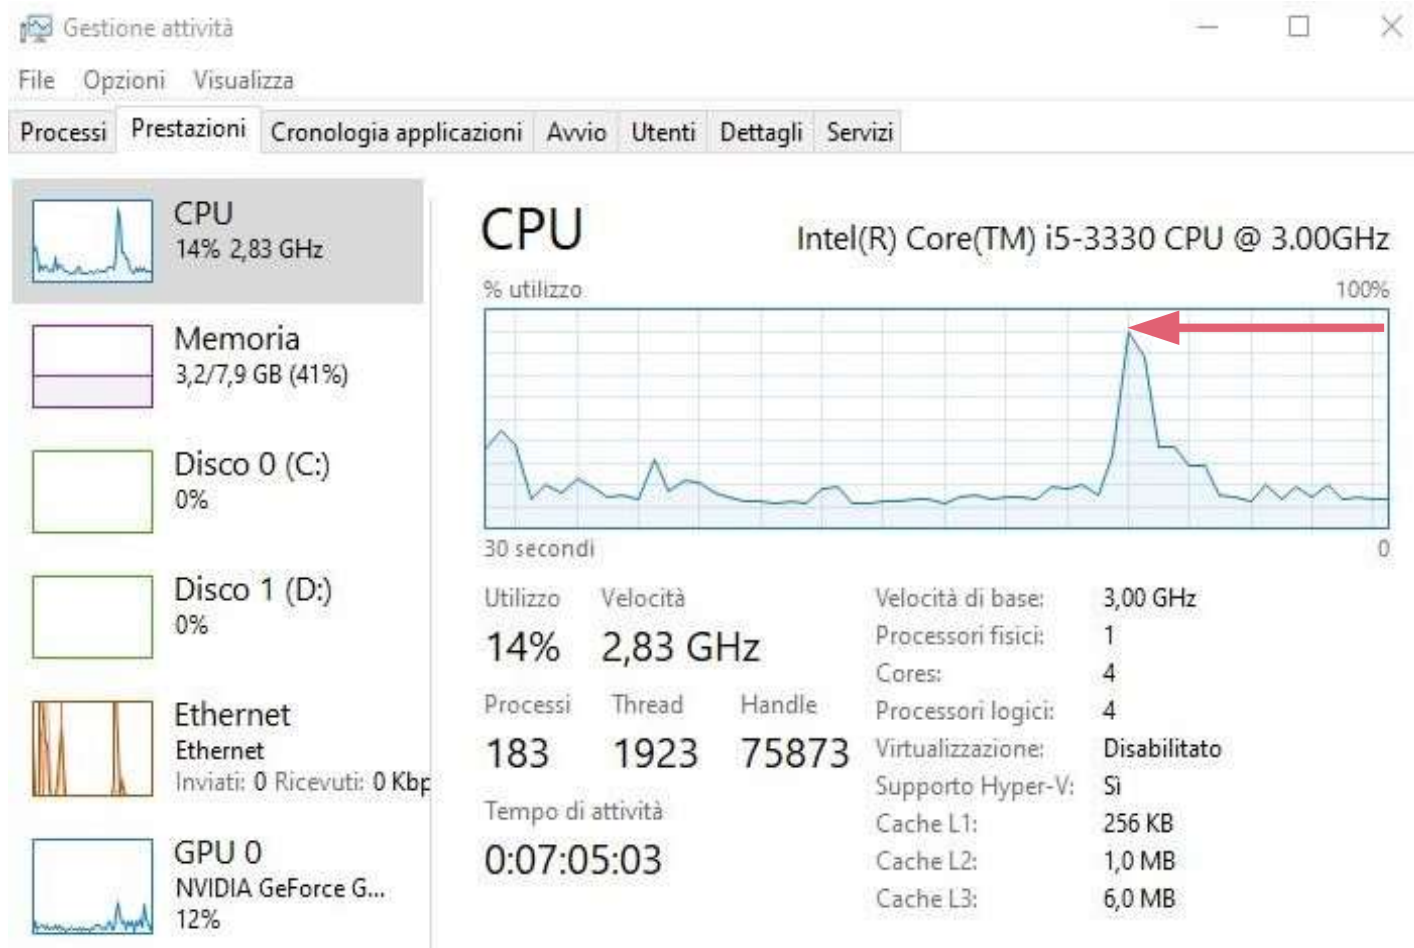 Gestione attività
File Opzioni Visualizza
Processi Prestazioni Cronologia applicazioni Avvio Utenti Dettagli Servizi
CPU
14% 2,83 GHz
Memoria
3,2/7,9 GB (41%)
Disco 0 (C:)
0%
Disco 1 (D:)
0%
Ethernet
Ethernet
Inviati: 0 Ricevuti: 0 Kbp
GPU 0
NVIDIA GeForce G...
12%
CPU Intel(R) Core(TM) i5-3330 CPU @ 3.00GHz
% utilizzo 100%
30 secondi 0
Utilizzo Velocità
14% 2,83 GHz
Processi Thread Handle
183 1923 75873
Tempo di attività
0:07:05:03
Velocità di base: 3,00 GHz
Processori fisici: 1
Cores: 4
Processori logici: 4
Virtualizzazione: Disabilitato
Supporto Hyper-V: Sì
Cache L1: 256 KB
Cache L2: 1,0 MB
Cache L3: 6,0 MB